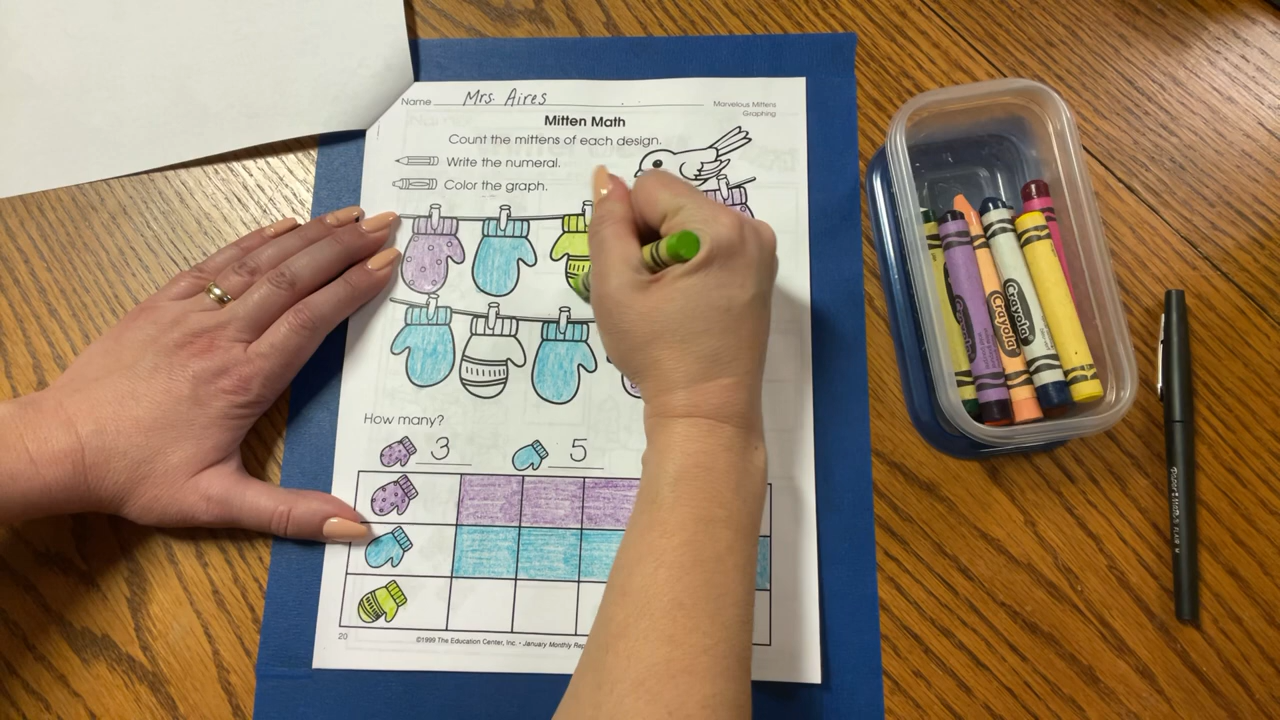 Name Mrs. Aires
Marvelous Mittens
Graphing
Mitten Math
Count the mittens of each design.
Write the numeral.
Color the graph.
How many?
3 5
20
©1999 The Education Center, Inc. • January Monthly
Crayola
Crayola
Crayola